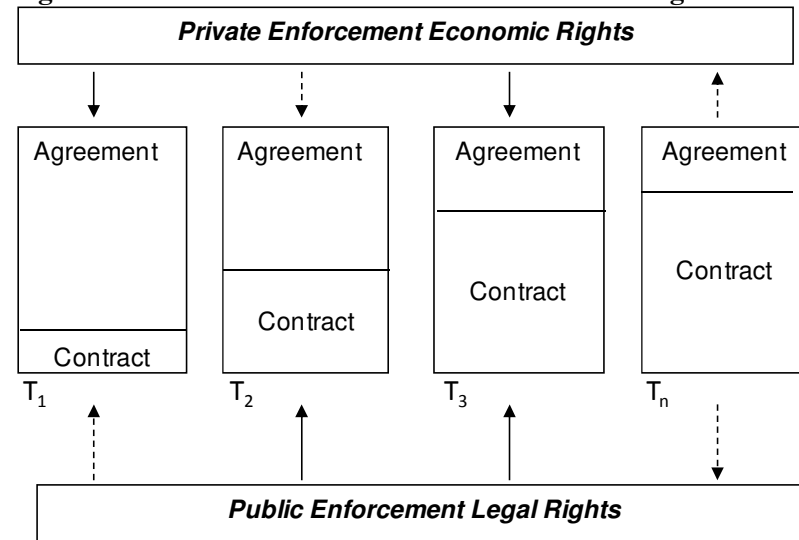 Private Enforcement Economic Rights
Agreement Agreement Agreement Agreement
Contract
Contract
Contract
Contract
T1 T2 T3 Tn
Public Enforcement Legal Rights